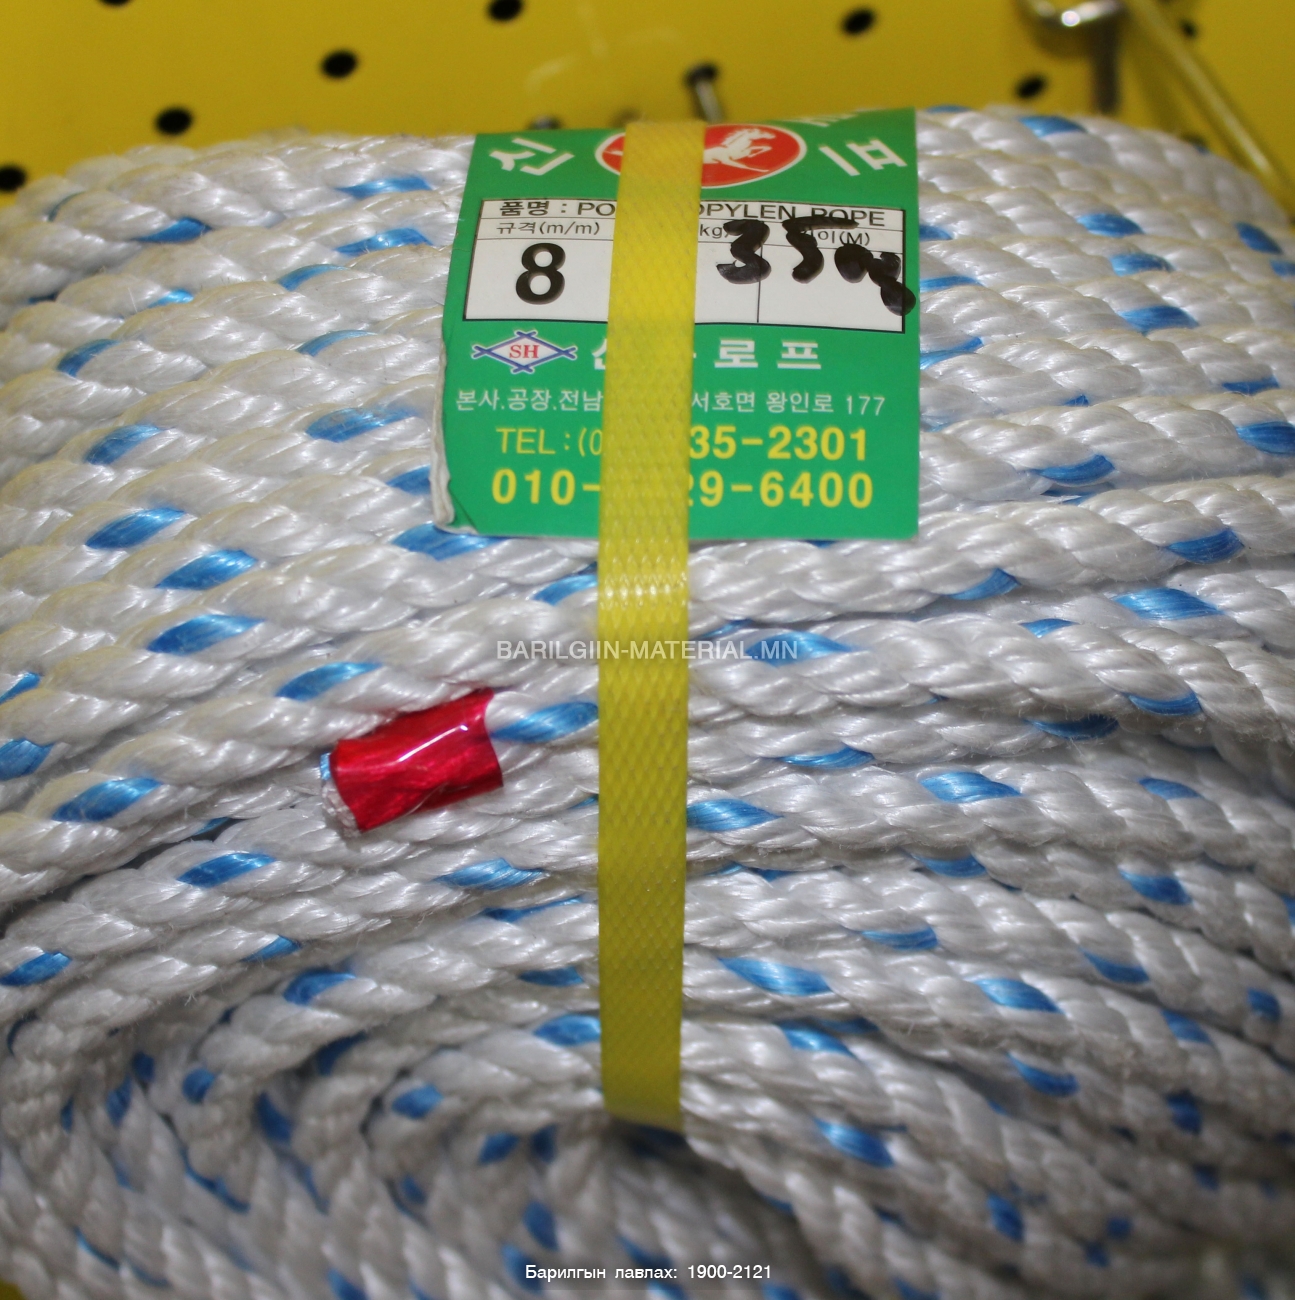 신 표
품명 : PO OPYLEN ROPE
규격(m/m) kg) 이(M)
8 35
SH 로프
본사.공장.전남 서호면 왕인로 177
TEL : (0 35-2301
010- 29-6400
BARILGIIN-MATERIAL.MN
Барилгын лавлах: 1900-2121